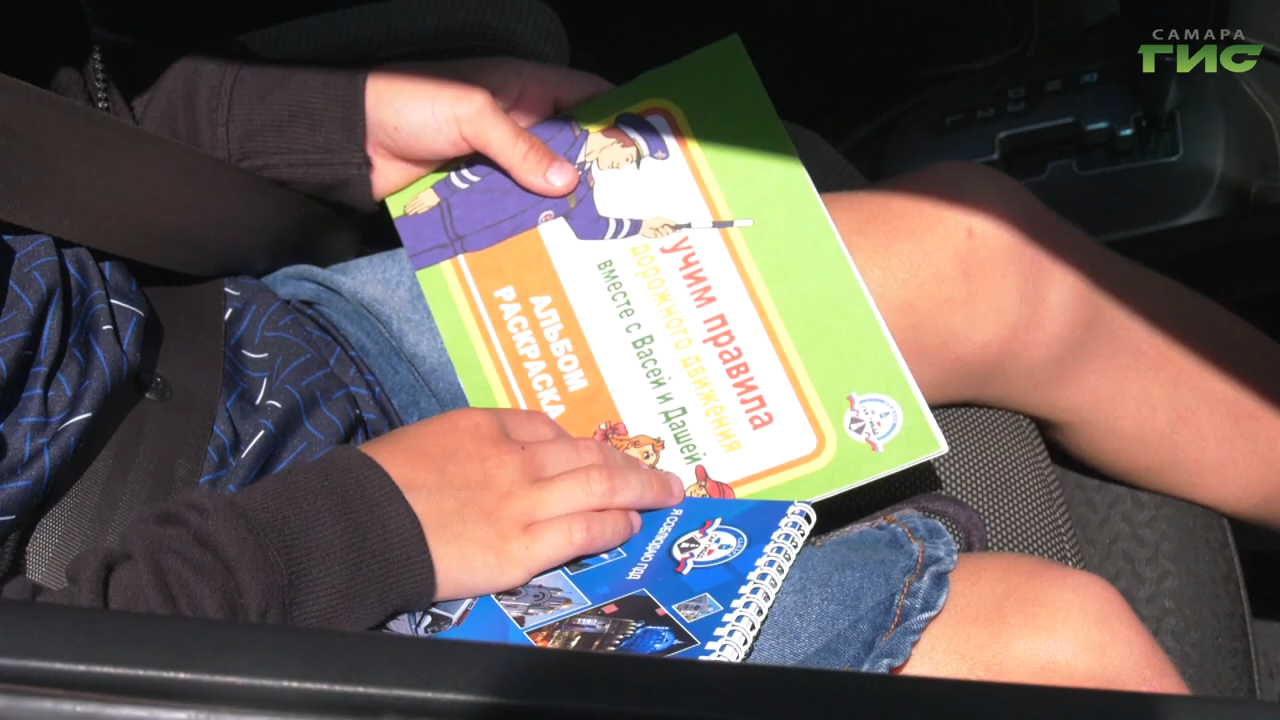 САМАРА
ГИС
учим правила
дорожного движения
вместе с Васей и Дашей
АЛЬБОМ
РАСКРАСКА
Я СОБЛЮДАЮ ПДД